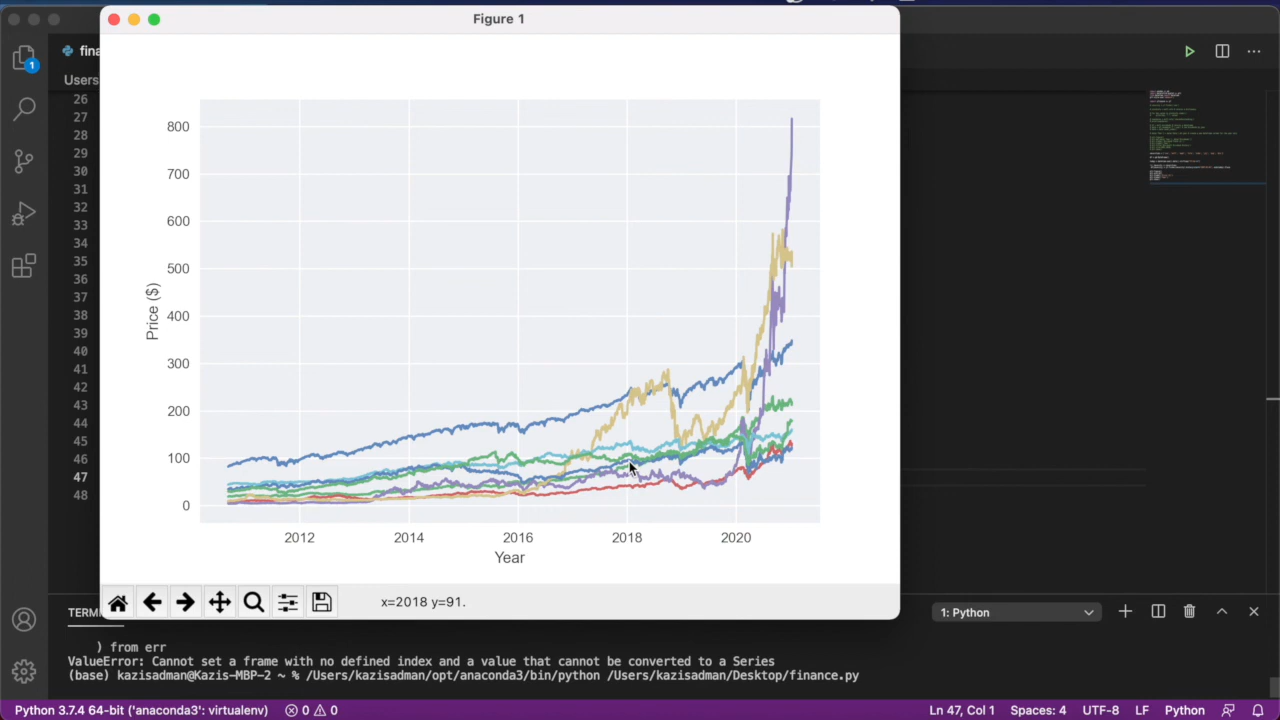 Figure 1
fina
Users
26
27
28
29
30
31
32
33
34
35
36
37
38
39
40
41
42
43
44
45
46
47
48
1
Price ($)
800
700
600
500
400
300
200
100
0
2012 2014 2016 2018 2020
Year
x=2018 y=91.
TERM
1: Python
) from err
ValueError: Cannot set a frame with no defined index and a value that cannot be converted to a Series
(base) kazisadman@Kazis-MBP-2 ~ % /Users/kazisadman/opt/anaconda3/bin/python /Users/kazisadman/Desktop/finance.py
Python 3.7.4 64-bit ('anaconda3': virtualenv) 0 0 Ln 47, Col 1 Spaces: 4 UTF-8 LF Python